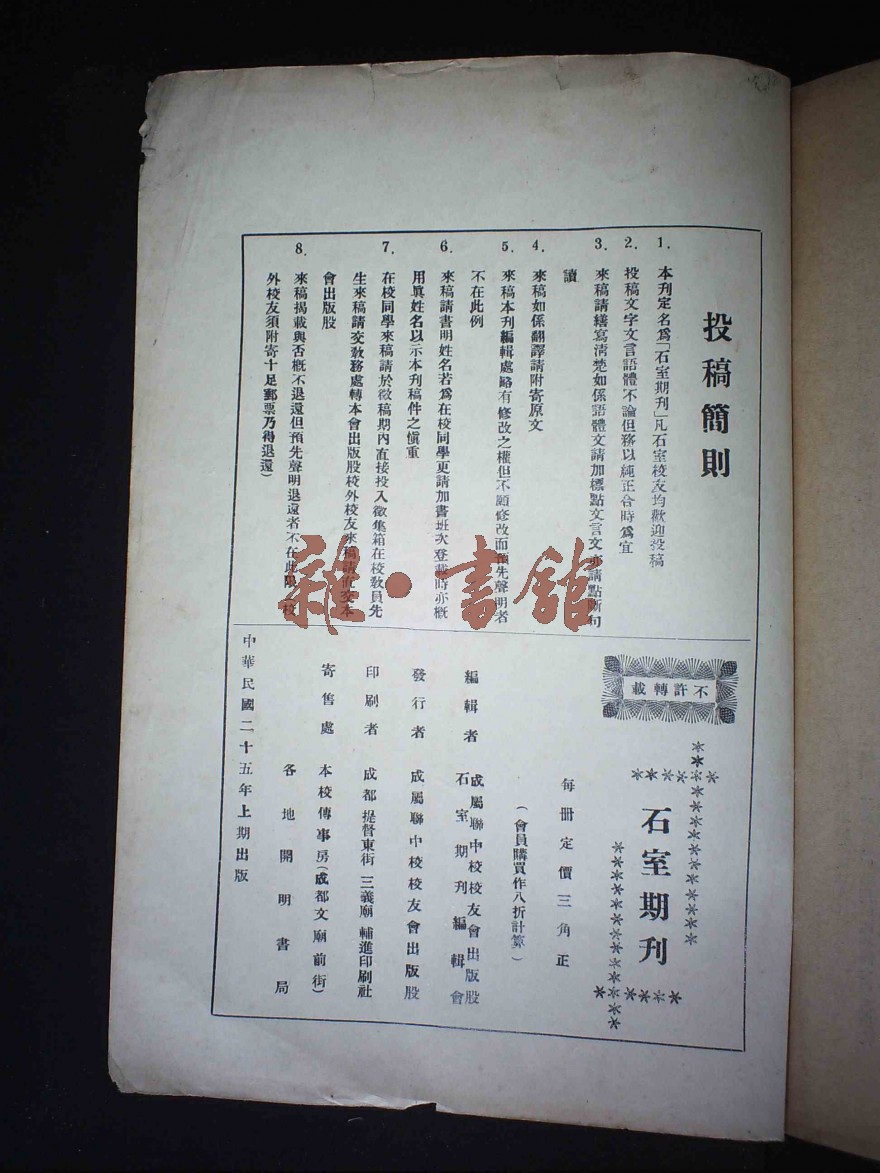 投稿簡則
1. 本刊定名爲「石室期刊」凡石室校友均歡迎投稿
2. 投稿文字文言語體不論但務以純正合時爲宜
3. 來稿請繕寫淸楚如係語體文請加標點文言文亦請點斷句
讀
4. 來稿如係翻譯請附寄原文
5. 來稿本刊編輯處略有修改之權但不願修改而預先聲明者
不在此例
6. 來稿請書明姓名若爲在校同學更請加書班次登載時亦槪
用眞姓名以示本刊稿件之愼重
7. 在校同學來稿請於徵稿期內直接投入徵集箱在校敎員先
生來稿請交敎務處轉本會出版股校外校友來稿請逕交本
會出版股
8. 來稿揭載與否槪不退還但預先聲明退還者不在此限(校
外校友須附寄十足郵票乃得退還)
不許轉載
石室期刊
每冊定價三角正
(會員購買作八折計算)
編輯者 成屬聯中校校友會出版股
石室期刊編輯會
發行者 成屬聯中校校友會出版股
印刷者 成都提督東街三義廟輔進印刷社
寄售處 本校傳事房(成都文廟前街)
各地開明書局
中華民國二十五年上期出版
雜·書館